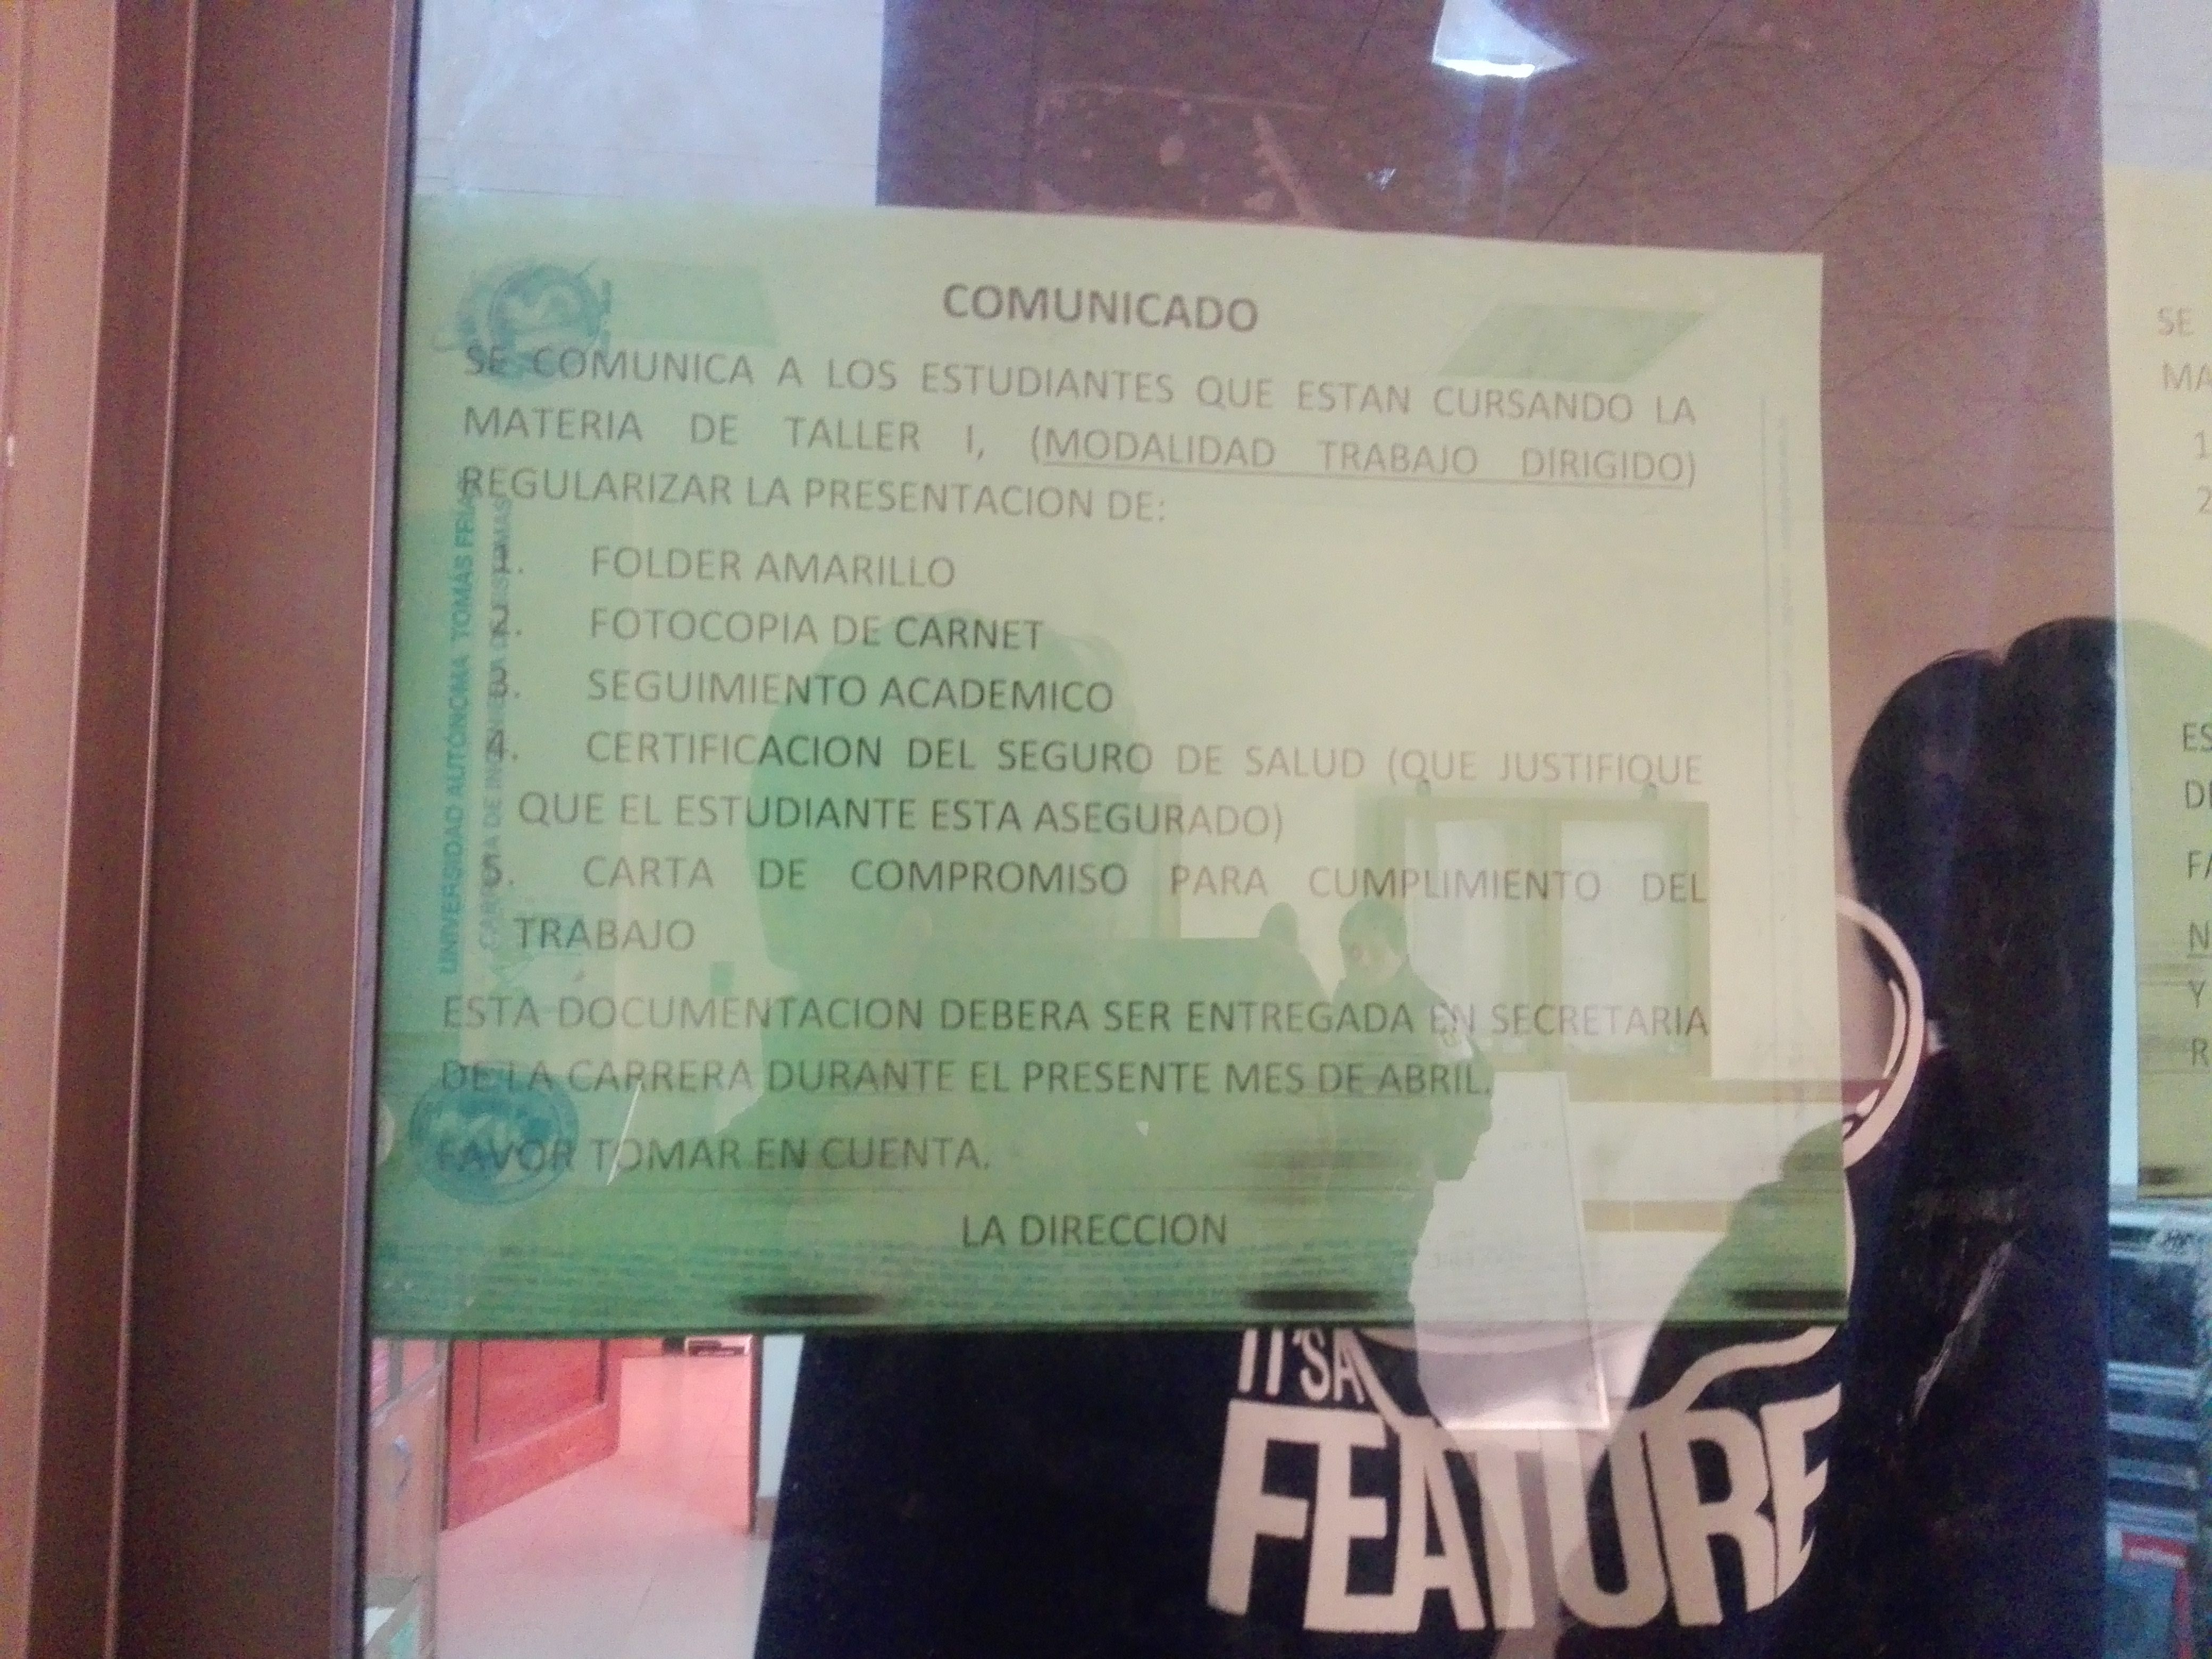 COMUNICADO
SE COMUNICA A LOS ESTUDIANTES QUE ESTAN CURSANDO LA
MATERIA DE TALLER I, (MODALIDAD TRABAJO DIRIGIDO)
REGULARIZAR LA PRESENTACION DE:
1. FOLDER AMARILLO
2. FOTOCOPIA DE CARNET
3. SEGUIMIENTO ACADEMICO
4. CERTIFICACION DEL SEGURO DE SALUD (QUE JUSTIFIQUE
QUE EL ESTUDIANTE ESTA ASEGURADO)
5. CARTA DE COMPROMISO PARA CUMPLIMIENTO DEL
TRABAJO
ESTA DOCUMENTACION DEBERA SER ENTREGADA EN SECRETARIA
DE LA CARRERA DURANTE EL PRESENTE MES DE ABRIL.
FAVOR TOMAR EN CUENTA.
LA DIRECCION
UNIVERSIDAD AUTÓNOMA TOMÁS FRIAS
CARRERA DE INGENIERIA DE SISTEMAS
IT'S A
FEATURE
SE
MA
1
2
ES
DE
FA
N
Y
R